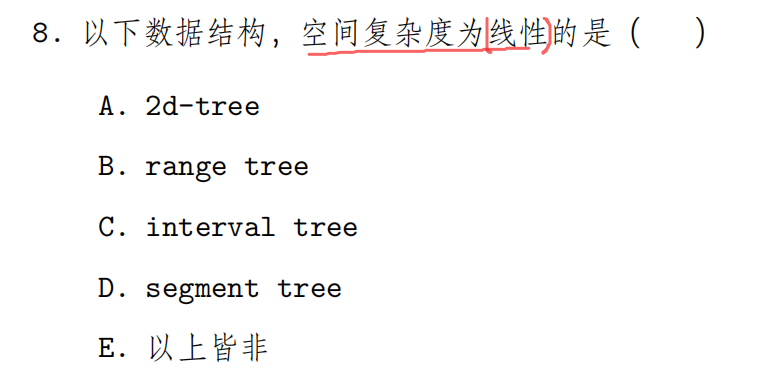 8. 以下数据结构, 空间复杂度为线性的是 (  )
A. 2d-tree
B. range tree
C. interval tree
D. segment tree
E. 以上皆非